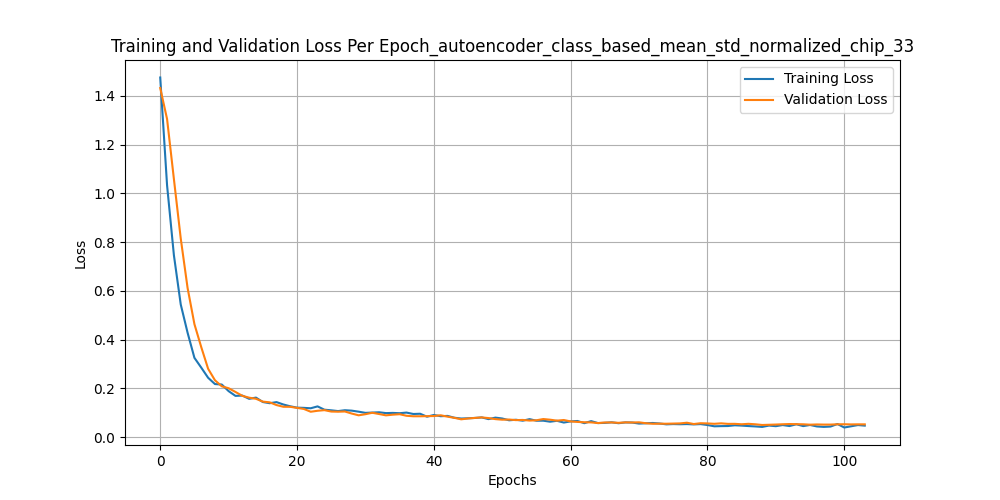 Training and Validation Loss Per Epoch_autoencoder_class_based_mean_std_normalized_chip_33
Training Loss
Validation Loss
1.4
1.2
1.0
0.8
0.6
0.4
0.2
0.0
Loss
0 20 40 60 80 100
Epochs